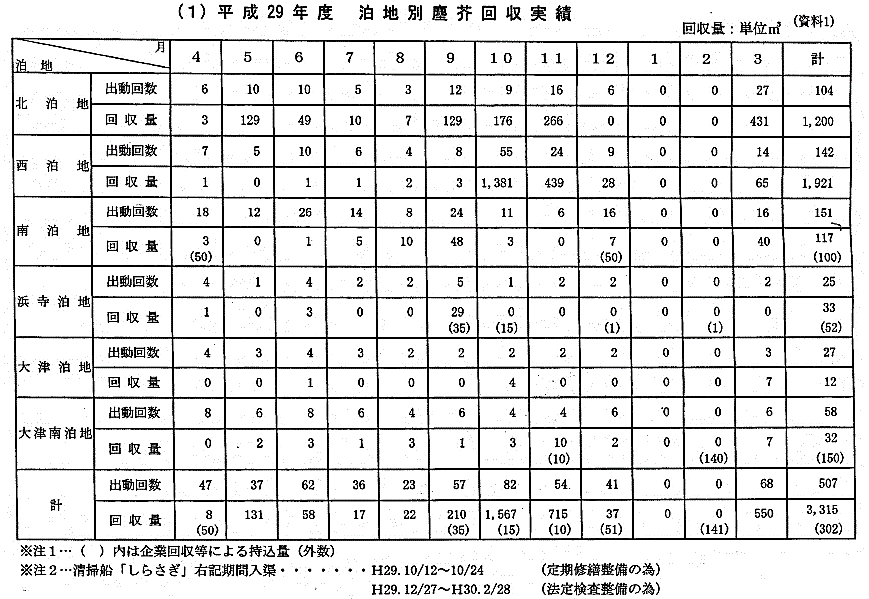 (1) 平成29年度 泊地別塵芥回収実績
回収量：単位㎥ (資料1)
月 泊地 4 5 6 7 8 9 10 11 12 1 2 3 計
北泊地 出動回数 6 10 10 5 3 12 9 16 6 0 0 27 104
回収量 3 129 49 10 7 129 176 266 0 0 0 431 1,200
西泊地 出動回数 7 5 10 6 4 8 55 24 9 0 0 14 142
回収量 1 0 1 1 2 3 1,381 439 28 0 0 65 1,921
南泊地 出動回数 18 12 26 14 8 24 11 6 16 0 0 16 151
回収量 3 0 1 5 10 48 3 0 7 0 0 40 117
(50) (50) (100)
浜寺泊地 出動回数 4 1 4 2 2 5 1 2 2 0 0 2 25
回収量 1 0 3 0 0 29 0 0 0 0 0 0 33
(35) (15) (1) (1) (52)
大津泊地 出動回数 4 3 4 3 2 2 2 2 2 0 0 3 27
回収量 0 0 1 0 0 0 4 0 0 0 0 7 12
大津南泊地 出動回数 8 6 8 6 4 6 4 4 6 0 0 6 58
回収量 0 2 3 1 3 1 3 10 2 0 0 7 32
(10) (140) (150)
計 出動回数 47 37 62 36 23 57 82 54 41 0 0 68 507
回収量 8 131 58 17 22 210 1,567 715 37 0 0 550 3,315
(50) (35) (15) (10) (51) (141) (302)
※注1…( )内は企業回収等による持込量(外数)
※注2…清掃船「しらさぎ」右記期間入渠・・・・・・・H29.10/12～10/24 (定期修繕整備の為)
H29.12/27～H30.2/28 (法定検査整備の為)